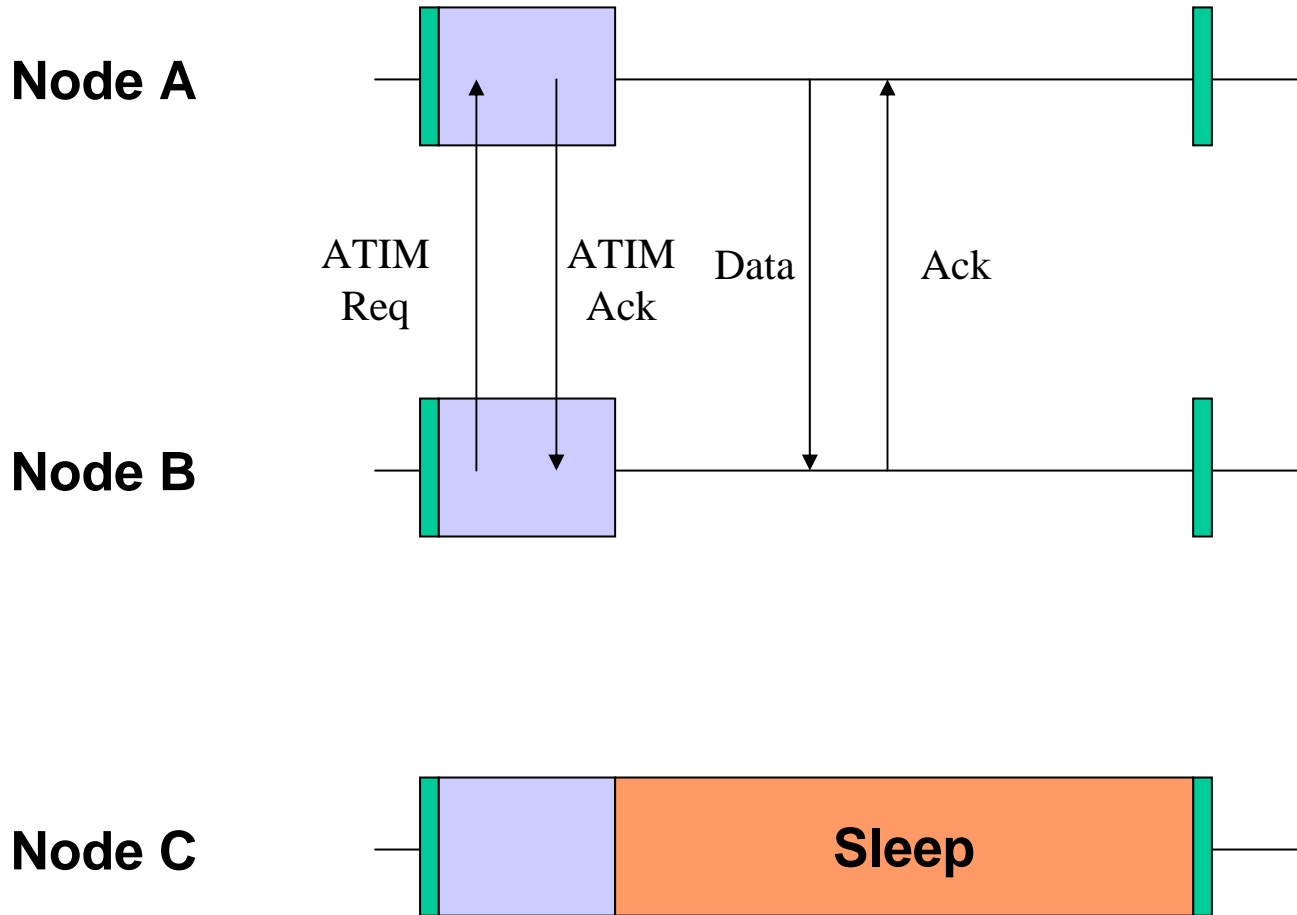 Node A
ATIM
Req
ATIM
Ack
Data
Ack
Node B
Node C
Sleep